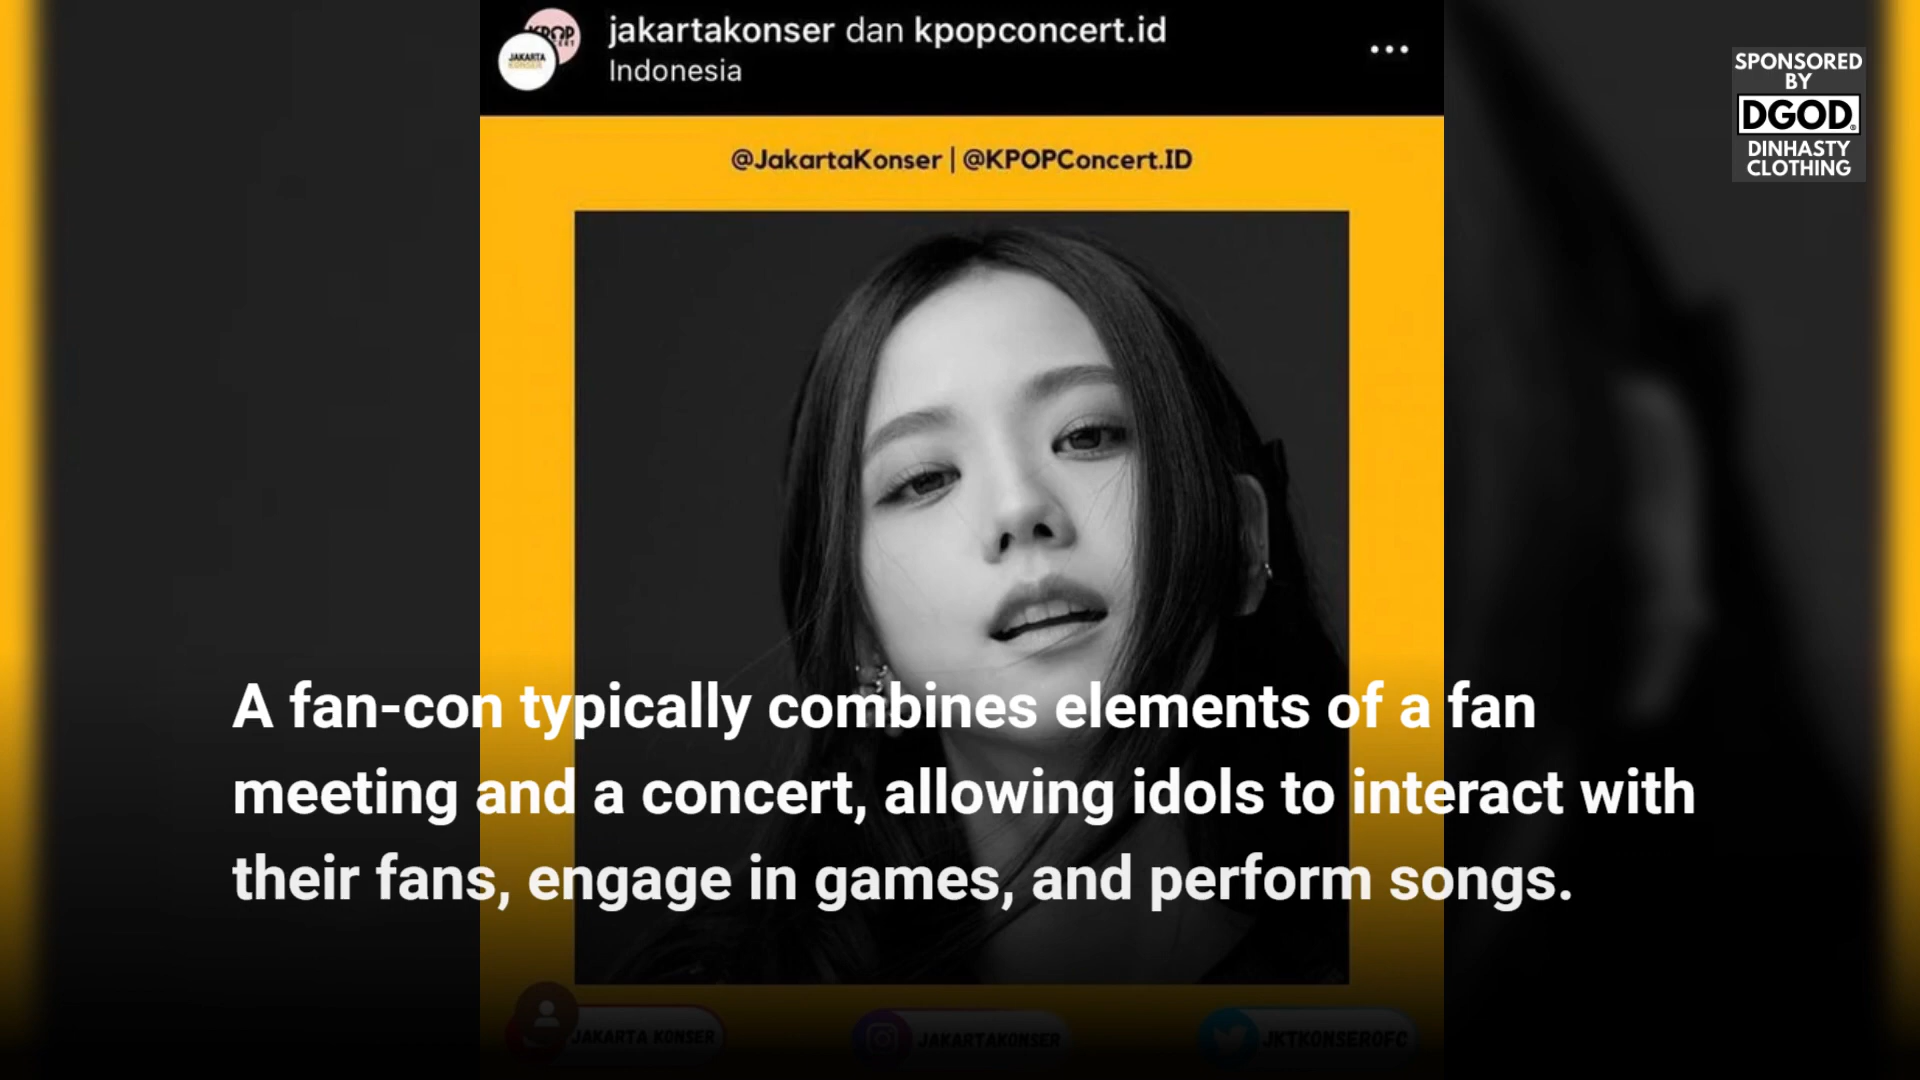 jakartakonser dan kpopconcert.id
Indonesia
SPONSORED
BY
DGOD
DINHASTY
CLOTHING
@JakartaKonser | @KPOPConcert.ID
A fan-con typically combines elements of a fan
meeting and a concert, allowing idols to interact with
their fans, engage in games, and perform songs.
JAKARTA KONSER
JAKARTAKONSER
JKTKONSEROFC